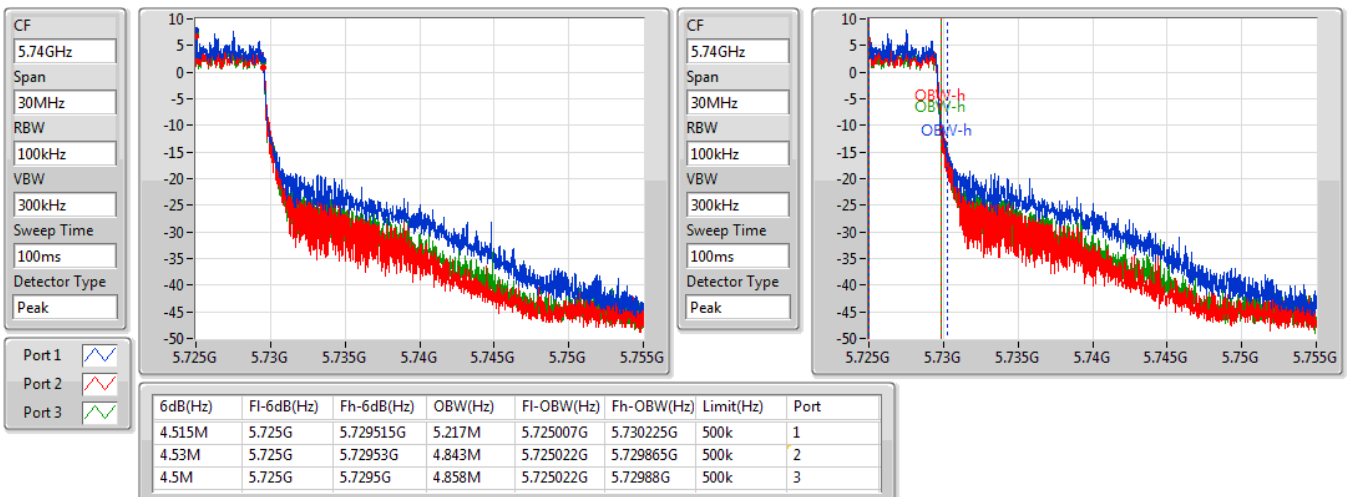 CF
5.74GHz
Span
30MHz
RBW
100kHz
VBW
300kHz
Sweep Time
100ms
Detector Type
Peak
10
5
0
-5
-10
-15
-20
-25
-30
-35
-40
-45
-50
5.725G 5.73G 5.735G 5.74G 5.745G 5.75G 5.755G
CF
5.74GHz
Span
30MHz
RBW
100kHz
VBW
300kHz
Sweep Time
100ms
Detector Type
Peak
10
5
0
-5
-10
-15
-20
-25
-30
-35
-40
-45
-50
OBW-h
OBW-h
OBW-h
5.725G 5.73G 5.735G 5.74G 5.745G 5.75G 5.755G
Port 1
Port 2
Port 3
6dB(Hz) Fl-6dB(Hz) Fh-6dB(Hz) OBW(Hz) Fl-OBW(Hz) Fh-OBW(Hz) Limit(Hz) Port
4.515M 5.725G 5.729515G 5.217M 5.725007G 5.730225G 500k 1
4.53M 5.725G 5.72953G 4.843M 5.725022G 5.729865G 500k 2
4.5M 5.725G 5.7295G 4.858M 5.725022G 5.72988G 500k 3